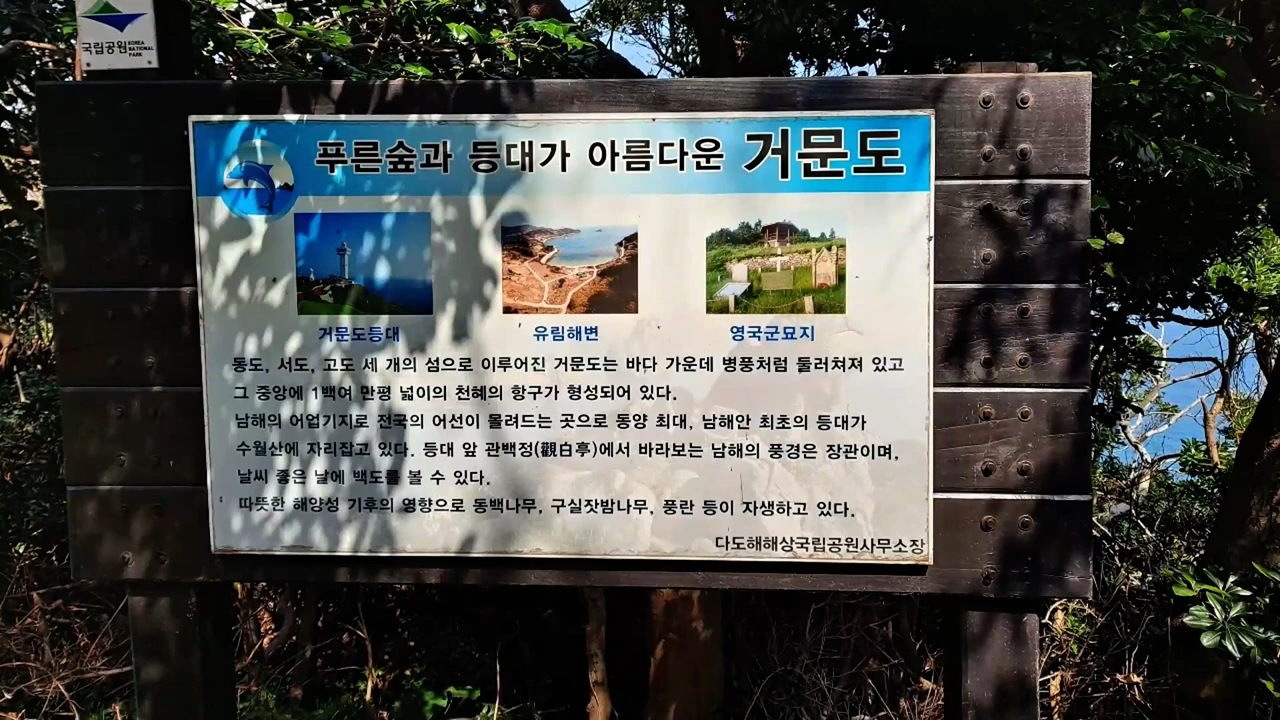 국립공원 KOREA NATIONAL PARK
푸른숲과 등대가 아름다운 거문도
거문도등대 유림해변 영국군묘지
동도, 서도, 고도 세 개의 섬으로 이루어진 거문도는 바다 가운데 병풍처럼 둘러쳐져 있고
그 중앙에 1백여 만평 넓이의 천혜의 항구가 형성되어 있다.
남해의 어업기지로 전국의 어선이 몰려드는 곳으로 동양 최대, 남해안 최초의 등대가
수월산에 자리잡고 있다. 등대 앞 관백정(觀白亭)에서 바라보는 남해의 풍경은 장관이며,
날씨 좋은 날에 백도를 볼 수 있다.
따뜻한 해양성 기후의 영향으로 동백나무, 구실잣밤나무, 풍란 등이 자생하고 있다.
다도해해상국립공원사무소장